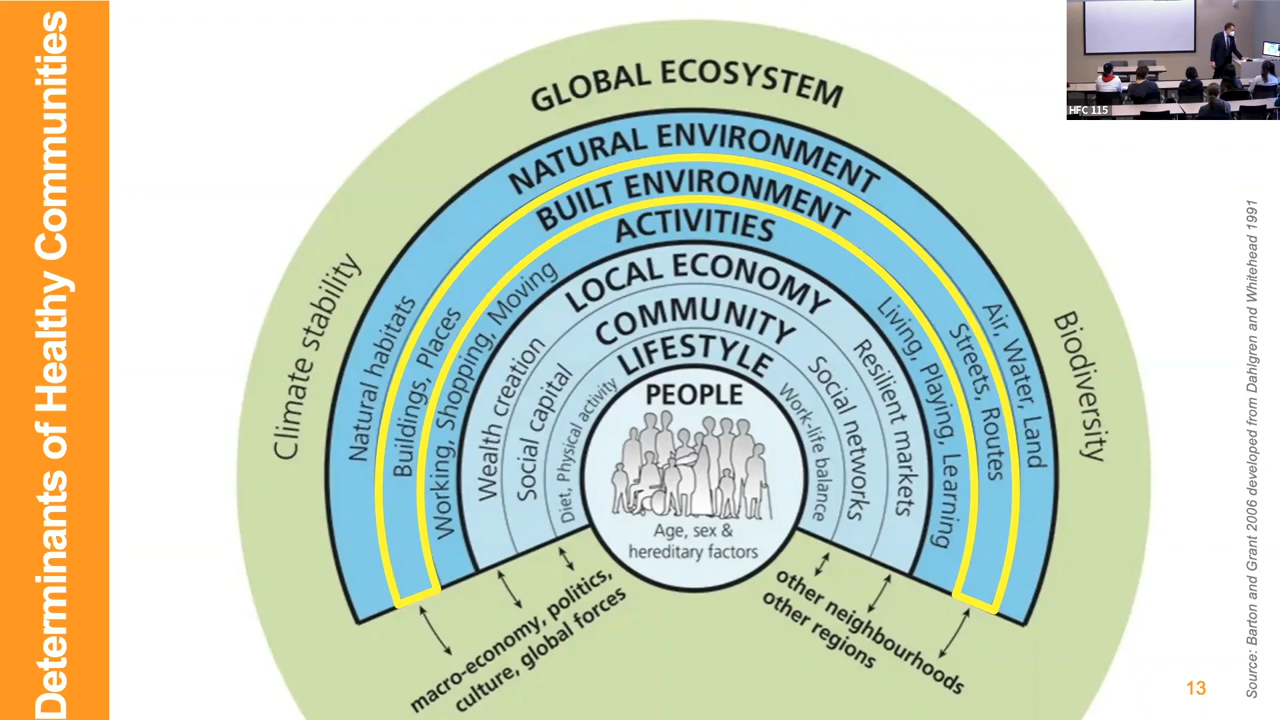 Determinants of Healthy Communities
GLOBAL ECOSYSTEM
NATURAL ENVIRONMENT
BUILT ENVIRONMENT
ACTIVITIES
LOCAL ECONOMY
COMMUNITY
LIFESTYLE
PEOPLE
Age, sex &
hereditary factors
Climate stability
Natural habitats
Buildings, Places
Working, Shopping, Moving
Wealth creation
Social capital
Diet, Physical activity
Work-life balance
Social networks
Resilient markets
Living, Playing, Learning
Streets, Routes
Air, Water, Land
Biodiversity
macro-economy, politics,
culture, global forces
other neighbourhoods
other regions
HFC 115
Source: Barton and Grant 2006 developed from Dahlgren and Whitehead 1991
13